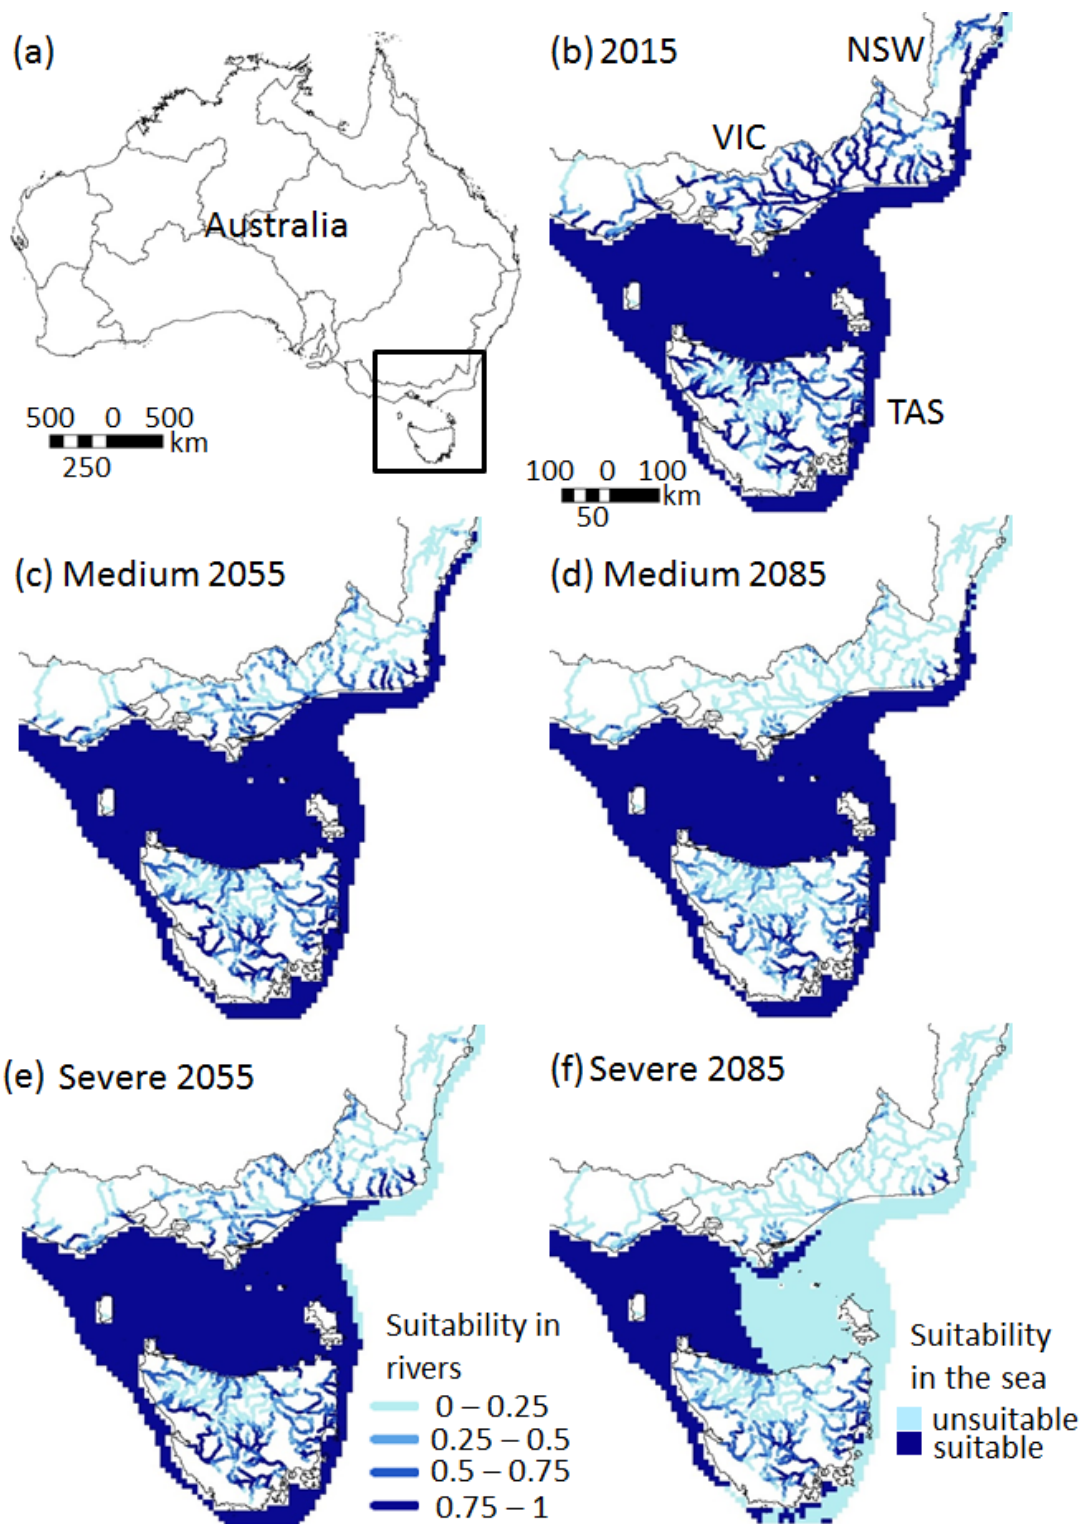 (a)
Australia
500 0 500
km
250
(b) 2015
NSW
VIC
TAS
100 0 100
km
50
(c) Medium 2055
(d) Medium 2085
(e) Severe 2055
Suitability in
rivers
0 – 0.25
0.25 – 0.5
0.5 – 0.75
0.75 – 1
(f) Severe 2085
Suitability
in the sea
unsuitable
suitable